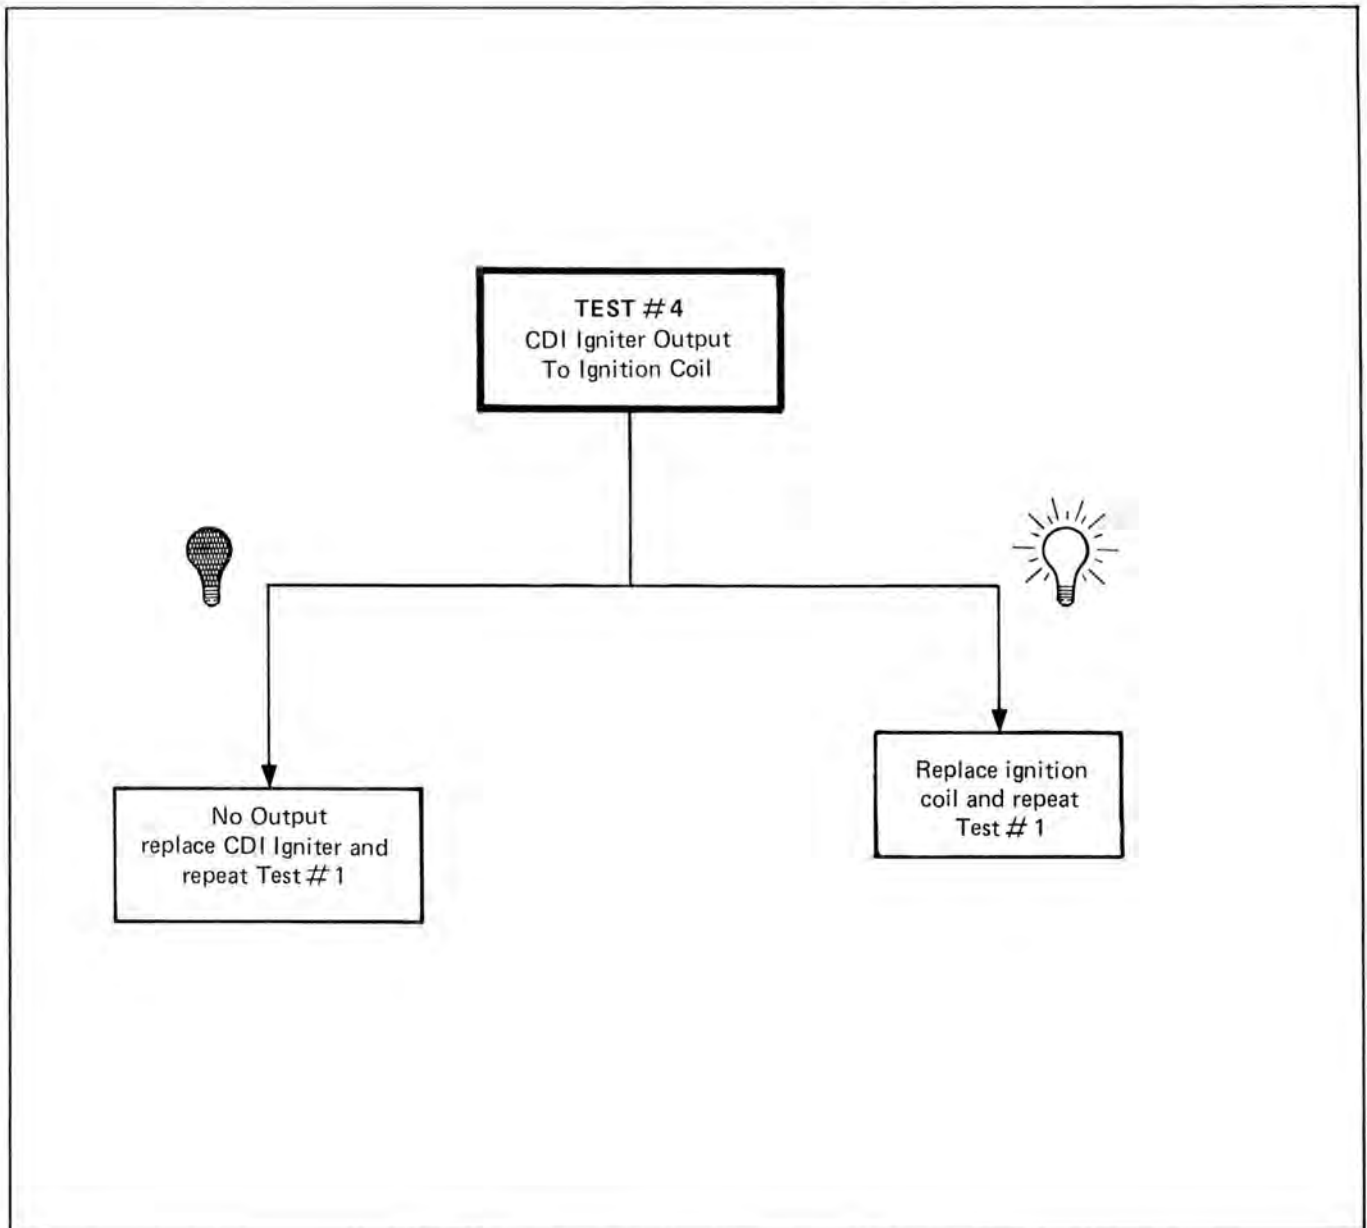 TEST # 4
CDI Igniter Output
To Ignition Coil
No Output
replace CDI Igniter and
repeat Test # 1
Replace ignition
coil and repeat
Test # 1